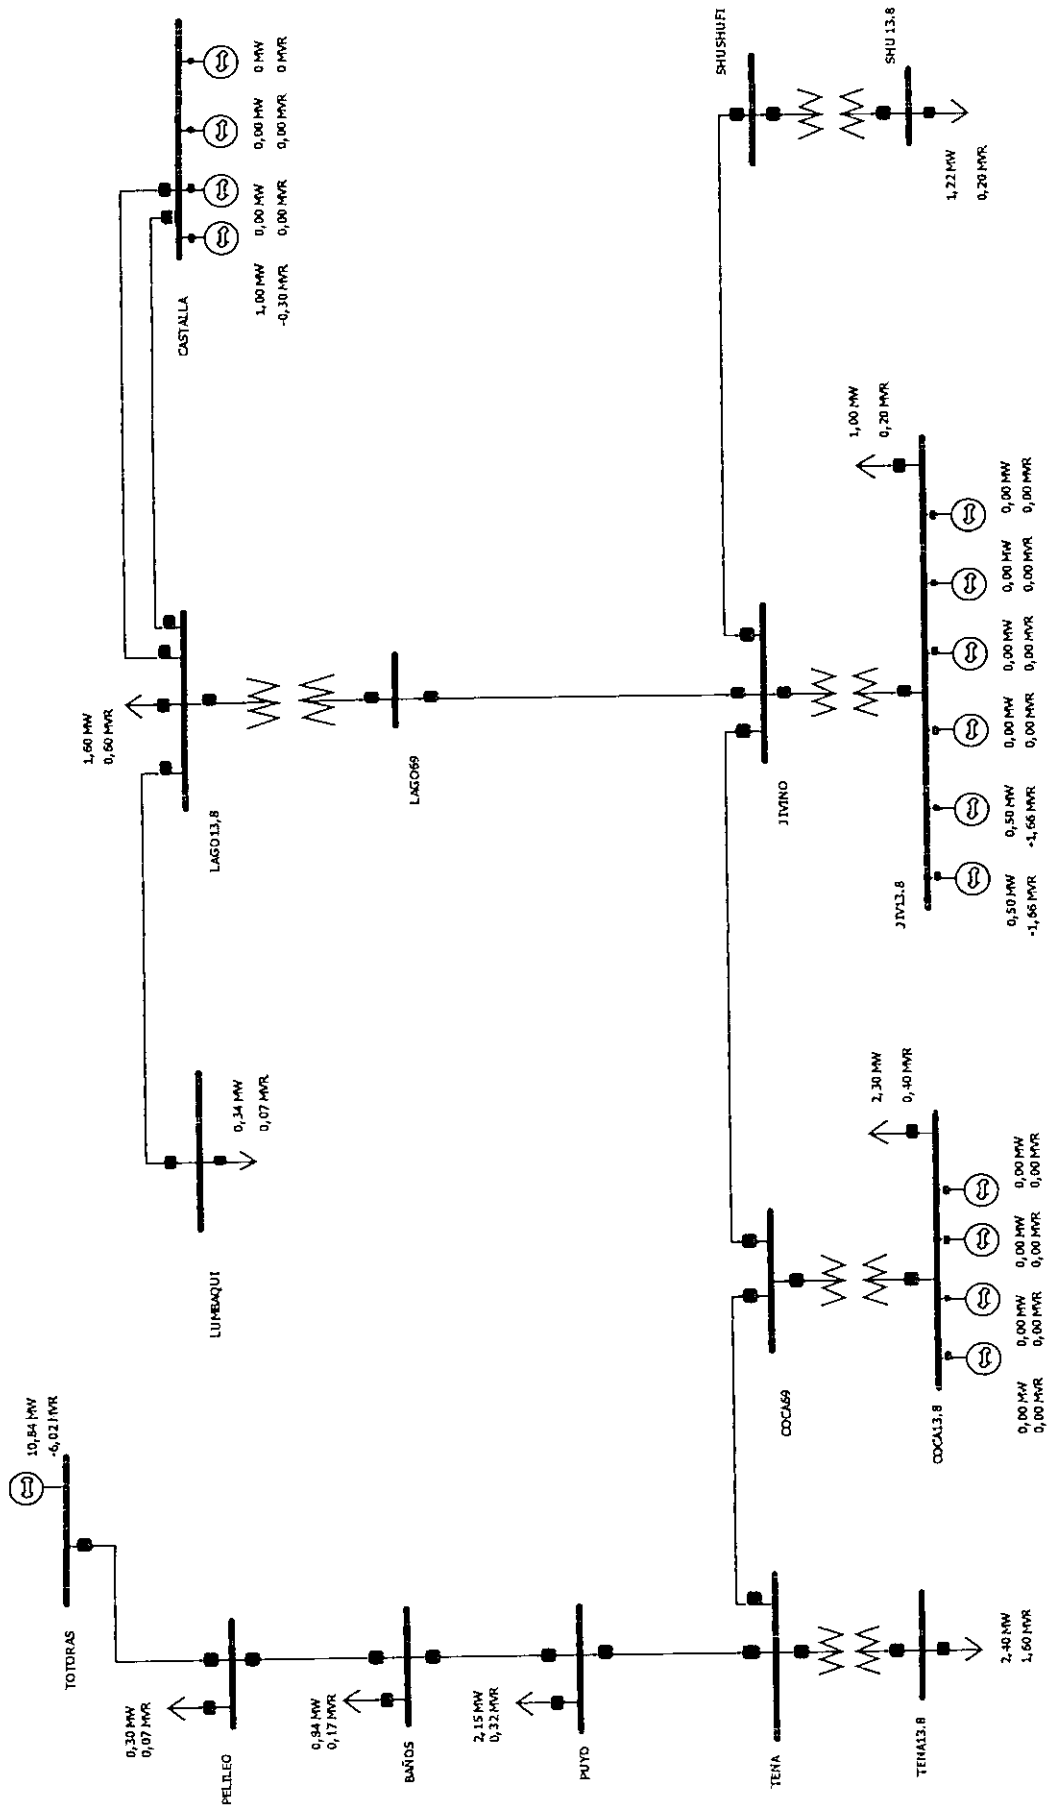 TOTORAS
10,84 MW
-6,02 MVR
0,30 MW
0,07 MVR
PELILEO
0,94 MW
0,17 MVR
BAÑOS
2,15 MW
0,32 MVR
PUYO
TENA
TENA13.8
2,40 MW
1,60 MVR
LUMBAQUI
0,34 MW
0,07 MVR
COCA69
COCA13.8
2,30 MW
0,40 MVR
0,00 MW
0,00 MVR
0,00 MW
0,00 MVR
0,00 MW
0,00 MVR
0,00 MW
0,00 MVR
1,60 MW
0,60 MVR
LAGO13,8
LAGO69
JIVINO
JIV13.8
1,00 MW
0,20 MVR
0,50 MW
-1,66 MVR
0,50 MW
-1,66 MVR
0,00 MW
0,00 MVR
0,00 MW
0,00 MVR
0,00 MW
0,00 MVR
0,00 MW
0,00 MVR
CASTALLA
1,00 MW
-0,30 MVR
0,00 MW
0,00 MVR
0,00 MW
0,00 MVR
0 MW
0 MVR
SHUSHUFI
SHU 13.8
1,22 MW
0,20 MVR